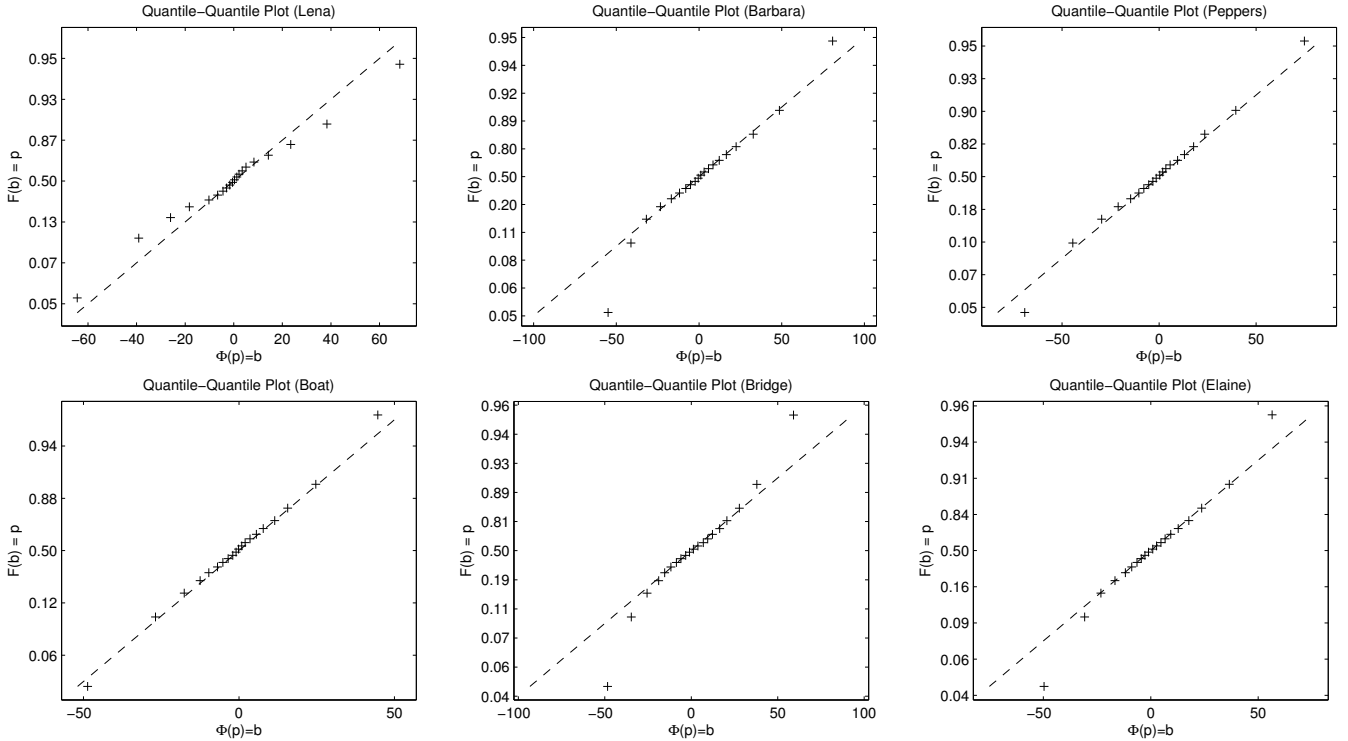 Quantile−Quantile Plot (Lena)
0.95
0.93
0.87
0.50
0.13
0.07
0.05
F(b) = p
−60 −40 −20 0 20 40 60
Φ(p)=b
Quantile−Quantile Plot (Barbara)
0.95
0.94
0.92
0.89
0.80
0.50
0.20
0.11
0.08
0.06
0.05
F(b) = p
−100 −50 0 50 100
Φ(p)=b
Quantile−Quantile Plot (Peppers)
0.95
0.93
0.90
0.82
0.50
0.18
0.10
0.07
0.05
F(b) = p
−50 0 50
Φ(p)=b
Quantile−Quantile Plot (Boat)
0.94
0.88
0.50
0.12
0.06
F(b) = p
−50 0 50
Φ(p)=b
Quantile−Quantile Plot (Bridge)
0.96
0.94
0.93
0.89
0.81
0.50
0.19
0.11
0.07
0.06
0.04
F(b) = p
−100 −50 0 50 100
Φ(p)=b
Quantile−Quantile Plot (Elaine)
0.96
0.94
0.91
0.84
0.50
0.16
0.09
0.06
0.04
F(b) = p
−50 0 50
Φ(p)=b